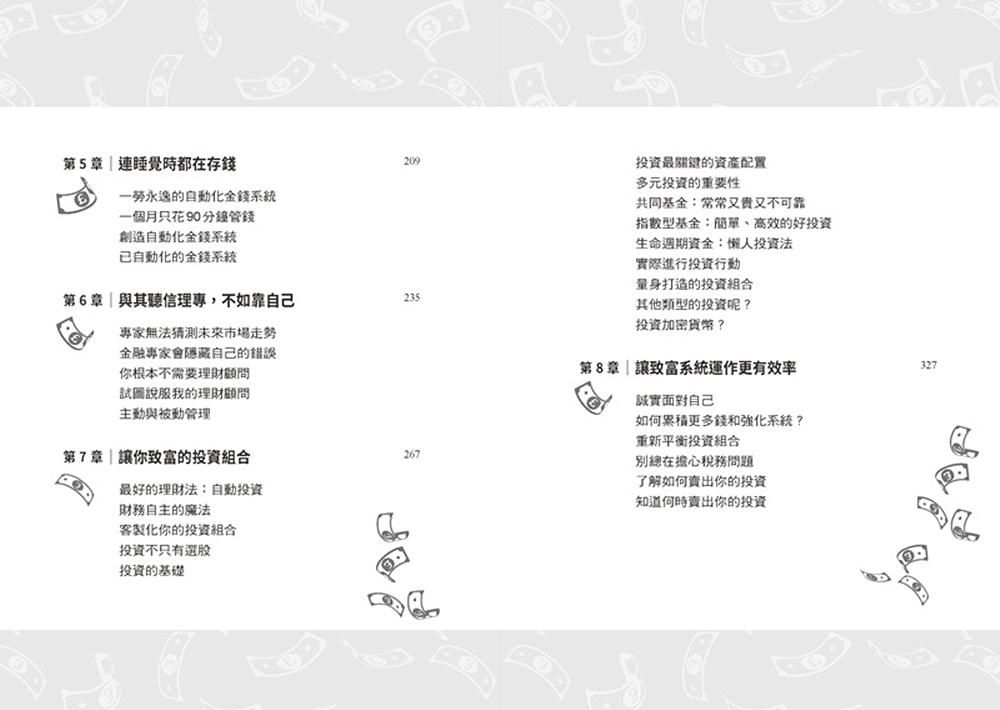 第5章│連睡覺時都在存錢 209
一勞永逸的自動化金錢系統
一個月只花90分鐘管錢
創造自動化金錢系統
已自動化的金錢系統
第6章│與其聽信理專,不如靠自己 235
專家無法猜測未來市場走勢
金融專家會隱藏自己的錯誤
你根本不需要理財顧問
試圖說服我的理財顧問
主動與被動管理
第7章│讓你致富的投資組合 267
最好的理財法:自動投資
財務自主的魔法
客製化你的投資組合
投資不只有選股
投資的基礎
投資最關鍵的資產配置
多元投資的重要性
共同基金:常常又貴又不可靠
指數型基金:簡單、高效的好投資
生命週期資金:懶人投資法
實際進行投資行動
量身打造的投資組合
其他類型的投資呢?
投資加密貨幣?
第8章│讓致富系統運作更有效率 327
誠實面對自己
如何累積更多錢和強化系統?
重新平衡投資組合
別總在擔心稅務問題
了解如何賣出你的投資
知道何時賣出你的投資